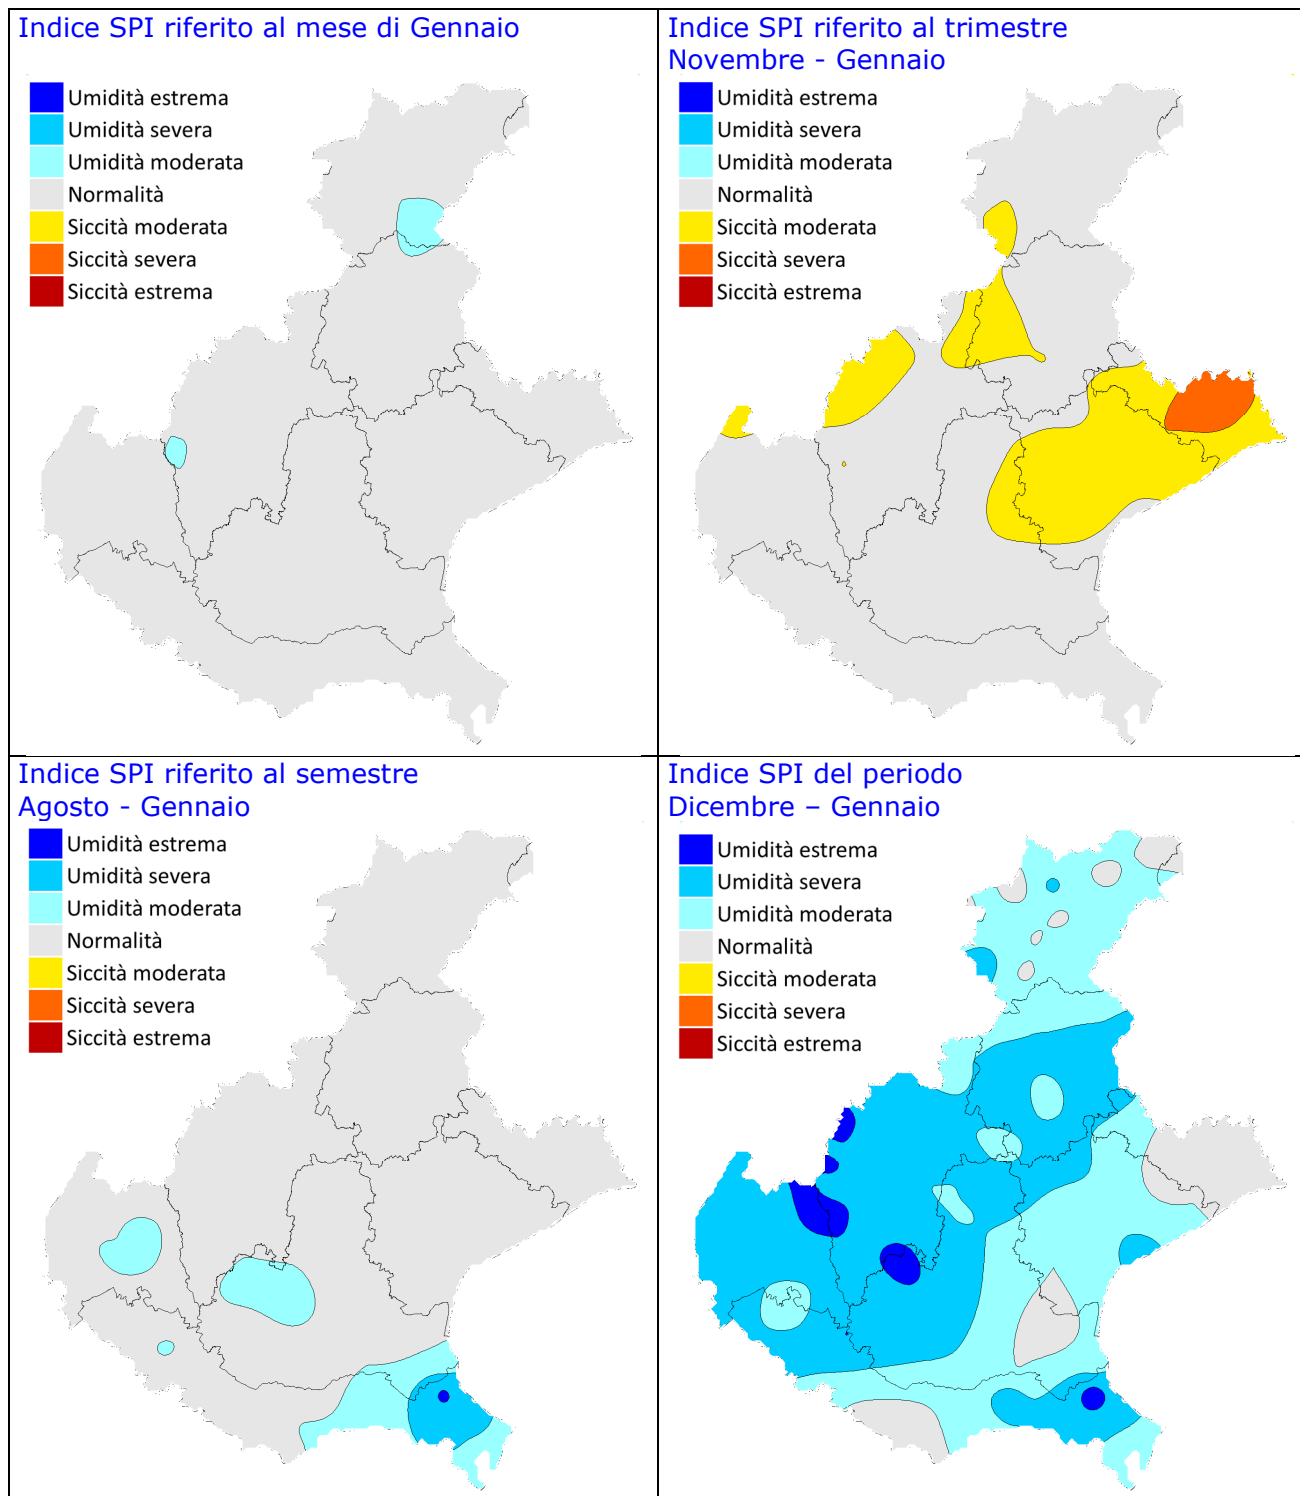 Indice SPI riferito al mese di Gennaio
Umidità estrema
Umidità severa
Umidità moderata
Normalità
Siccità moderata
Siccità severa
Siccità estrema
Indice SPI riferito al trimestre
Novembre - Gennaio
Umidità estrema
Umidità severa
Umidità moderata
Normalità
Siccità moderata
Siccità severa
Siccità estrema
Indice SPI riferito al semestre
Agosto - Gennaio
Umidità estrema
Umidità severa
Umidità moderata
Normalità
Siccità moderata
Siccità severa
Siccità estrema
Indice SPI del periodo
Dicembre – Gennaio
Umidità estrema
Umidità severa
Umidità moderata
Normalità
Siccità moderata
Siccità severa
Siccità estrema